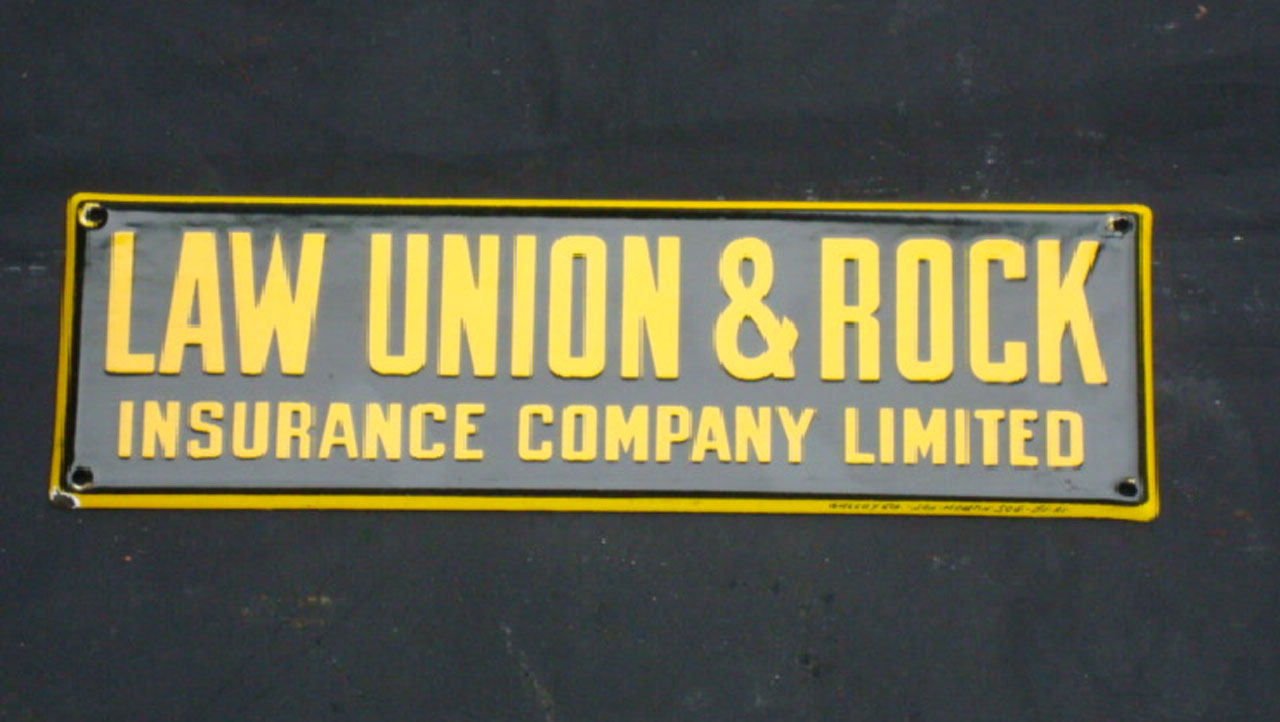 LAW UNION & ROCK
INSURANCE COMPANY LIMITED